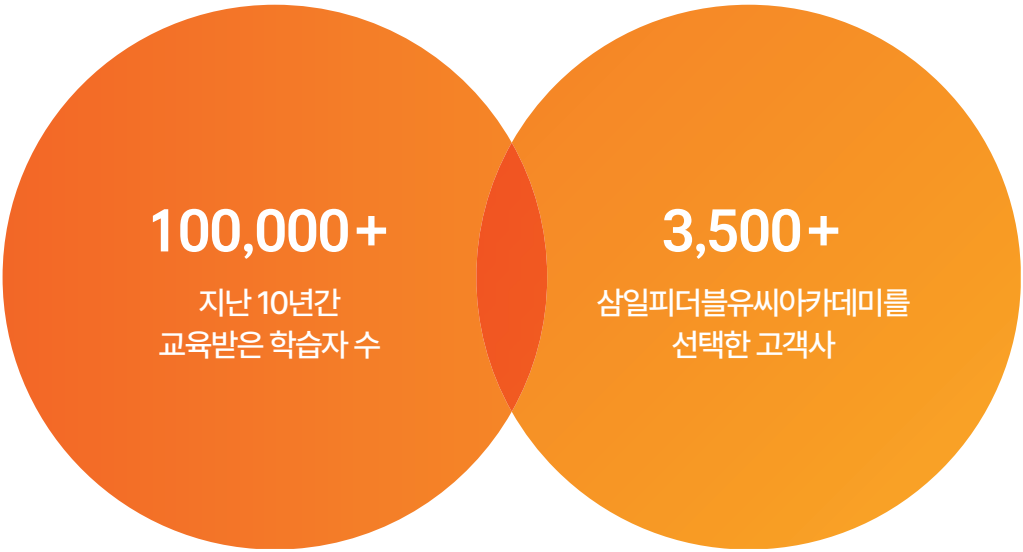 100,000+
지난 10년간
교육받은 학습자 수
3,500+
삼일피더블유씨아카데미를
선택한 고객사